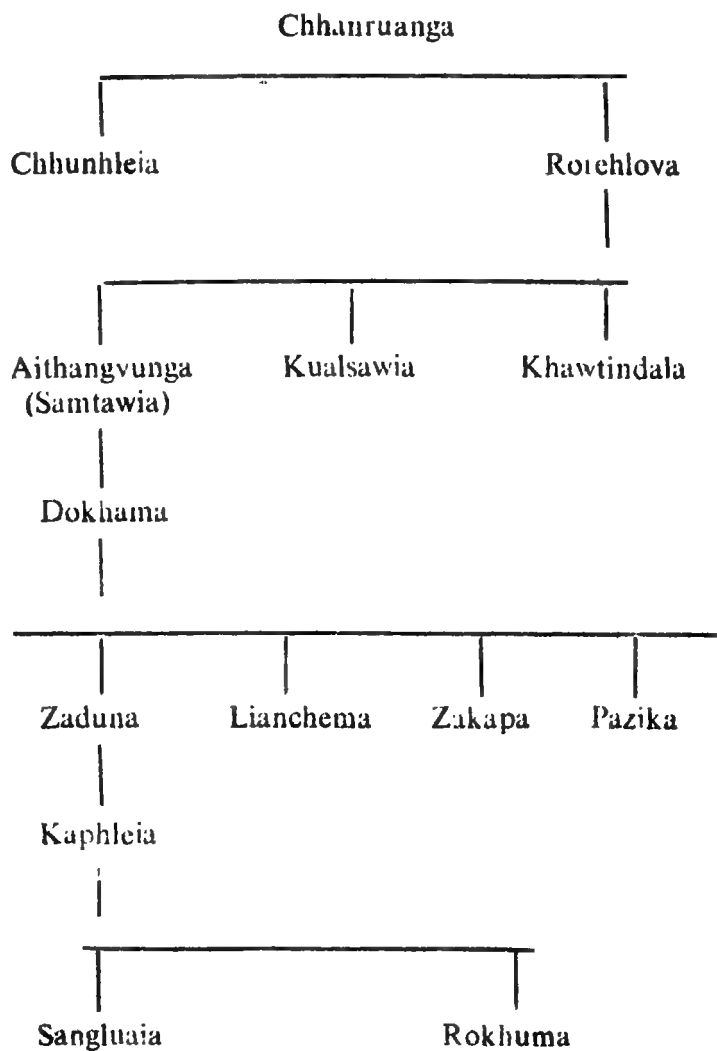 Chhanruanga
Chhunhleia Rorehlova
Aithangvunga Kualsawia Khawtindala
(Samtawia)
Dokhama
Zaduna Lianchema Zakapa Pazika
Kaphleia
Sangluaia Rokhuma